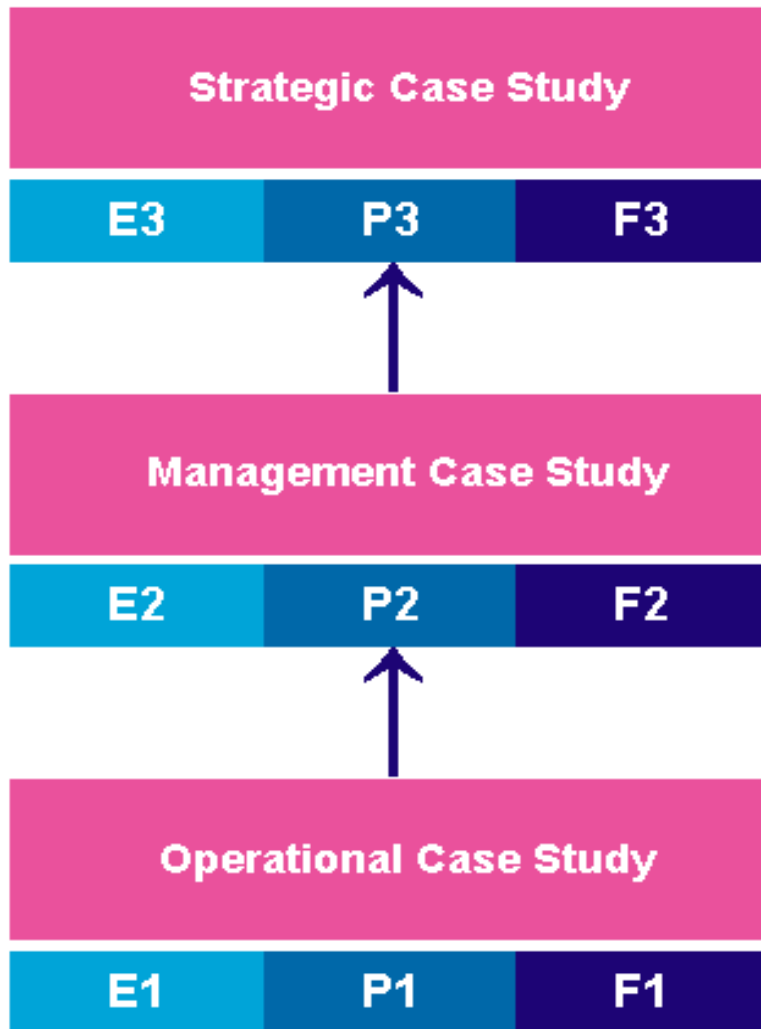 Strategic Case Study
E3 P3 F3
Management Case Study
E2 P2 F2
Operational Case Study
E1 P1 F1